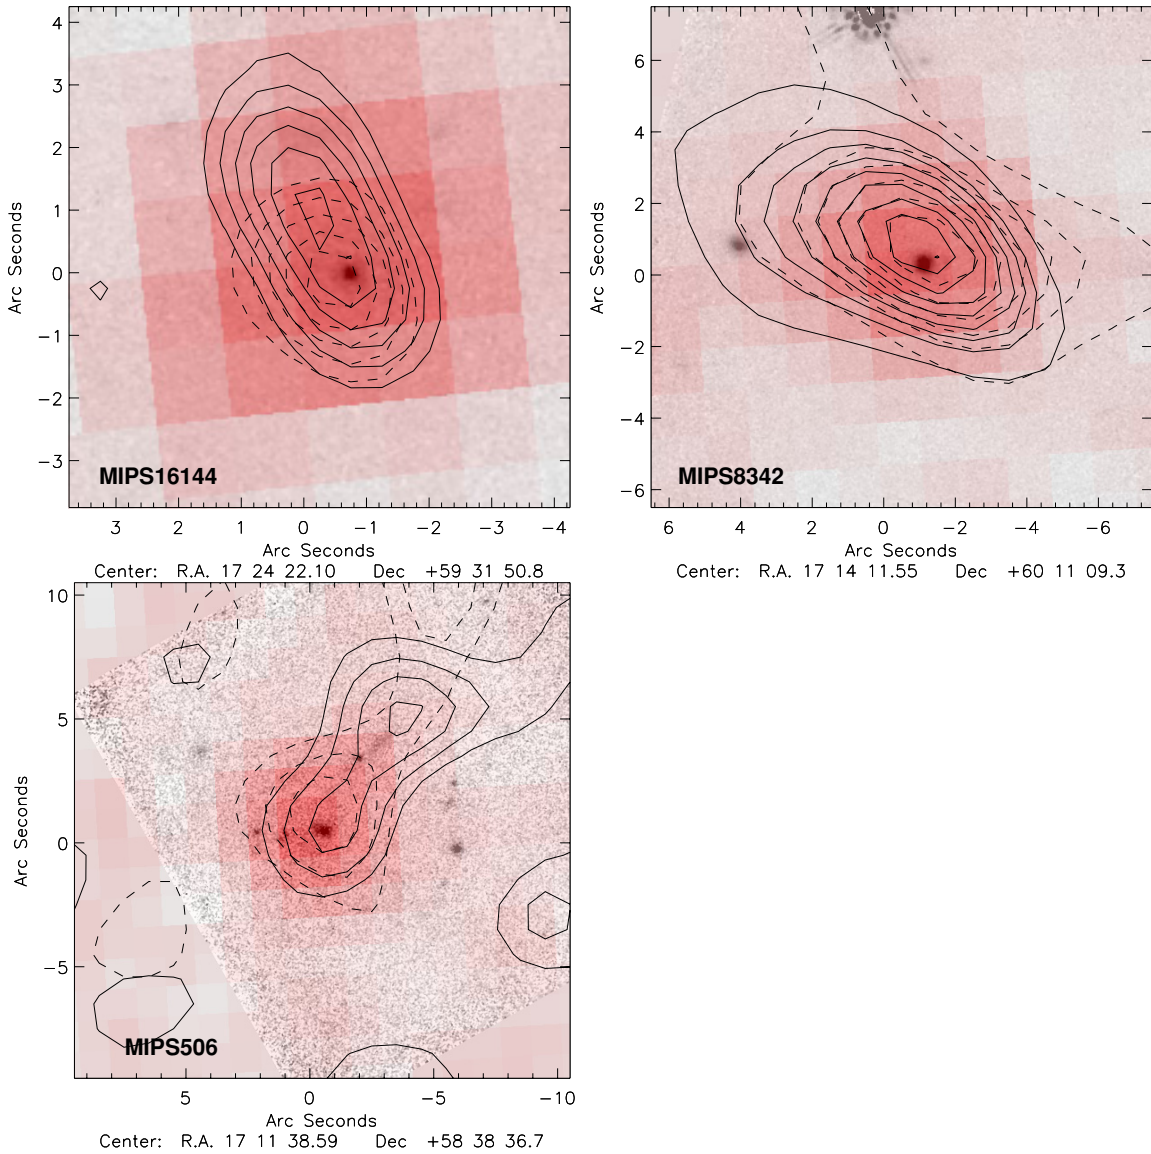 4
3
2
1
0
−1
−2
−3
Arc Seconds
MIPS16144
3 2 1 0 −1 −2 −3 −4
Arc Seconds
Center: R.A. 17 24 22.10 Dec +59 31 50.8
6
4
2
0
−2
−4
−6
Arc Seconds
MIPS8342
6 4 2 0 −2 −4 −6
Arc Seconds
Center: R.A. 17 14 11.55 Dec +60 11 09.3
10
5
0
−5
Arc Seconds
MIPS506
5 0 −5 −10
Arc Seconds
Center: R.A. 17 11 38.59 Dec +58 38 36.7